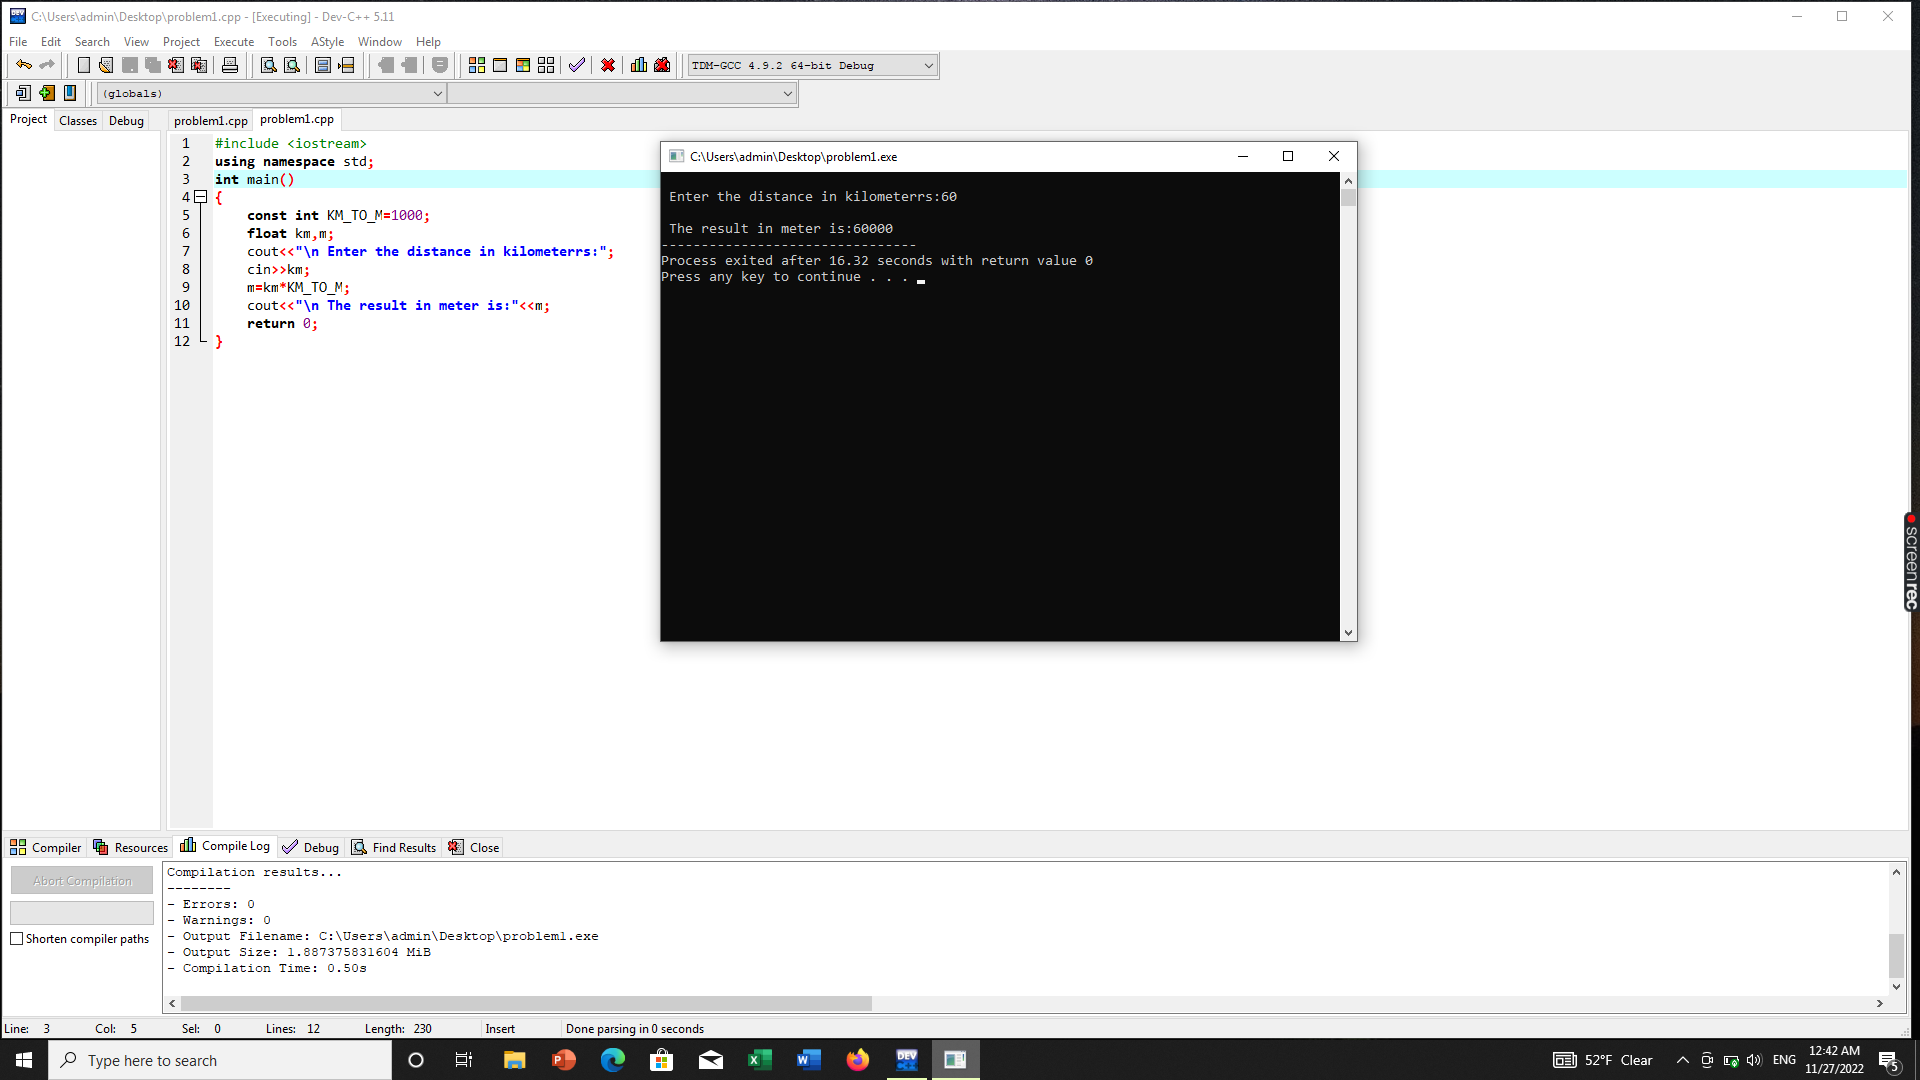 C:\Users\admin\Desktop\problem1.cpp - [Executing] - Dev-C++ 5.11
File Edit Search View Project Execute Tools AStyle Window Help
TDM-GCC 4.9.2 64-bit Debug
(globals)
Project Classes Debug problem1.cpp problem1.cpp
1 #include <iostream>
2 using namespace std;
3 int main()
4 {
5 const int KM_TO_M=1000;
6 float km,m;
7 cout<<"\n Enter the distance in kilometerrs:";
8 cin>>km;
9 m=km*KM_TO_M;
10 cout<<"\n The result in meter is:"<<m;
11 return 0;
12 }
C:\Users\admin\Desktop\problem1.exe
Enter the distance in kilometerrs:60
The result in meter is:60000
--------------------------------
Process exited after 16.32 seconds with return value 0
Press any key to continue . . .
screenrec
Compiler Resources Compile Log Debug Find Results Close
Abort Compilation
Shorten compiler paths
Compilation results...
--------
- Errors: 0
- Warnings: 0
- Output Filename: C:\Users\admin\Desktop\problem1.exe
- Output Size: 1.887375831604 MiB
- Compilation Time: 0.50s
Line: 3 Col: 5 Sel: 0 Lines: 12 Length: 230 Insert Done parsing in 0 seconds
Type here to search
DEV C++
52°F Clear
ENG
12:42 AM
11/27/2022
5